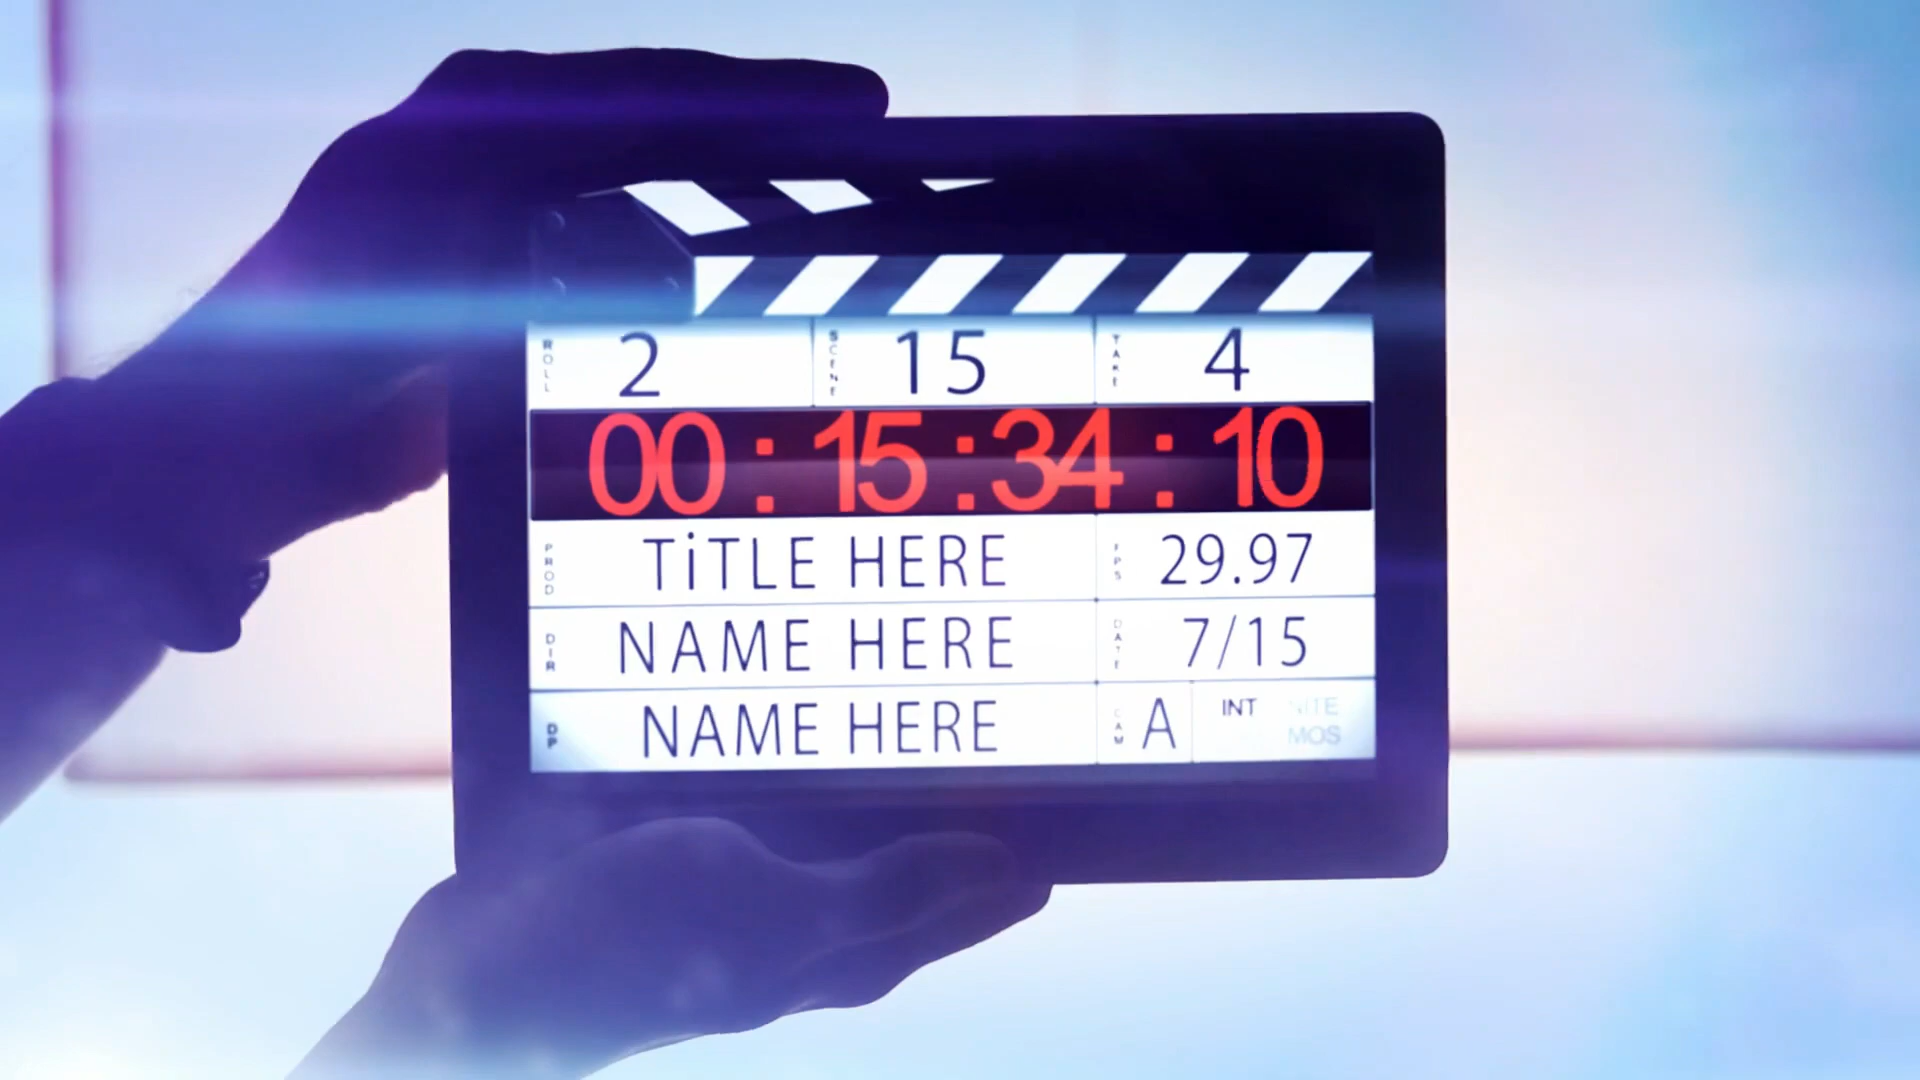 ROLL 2 SCENE 15 TAKE 4
00:15:34:10
PROD TiTLE HERE FPS 29.97
DIR NAME HERE DATE 7/15
DP NAME HERE CAM A INT NITE
MOS